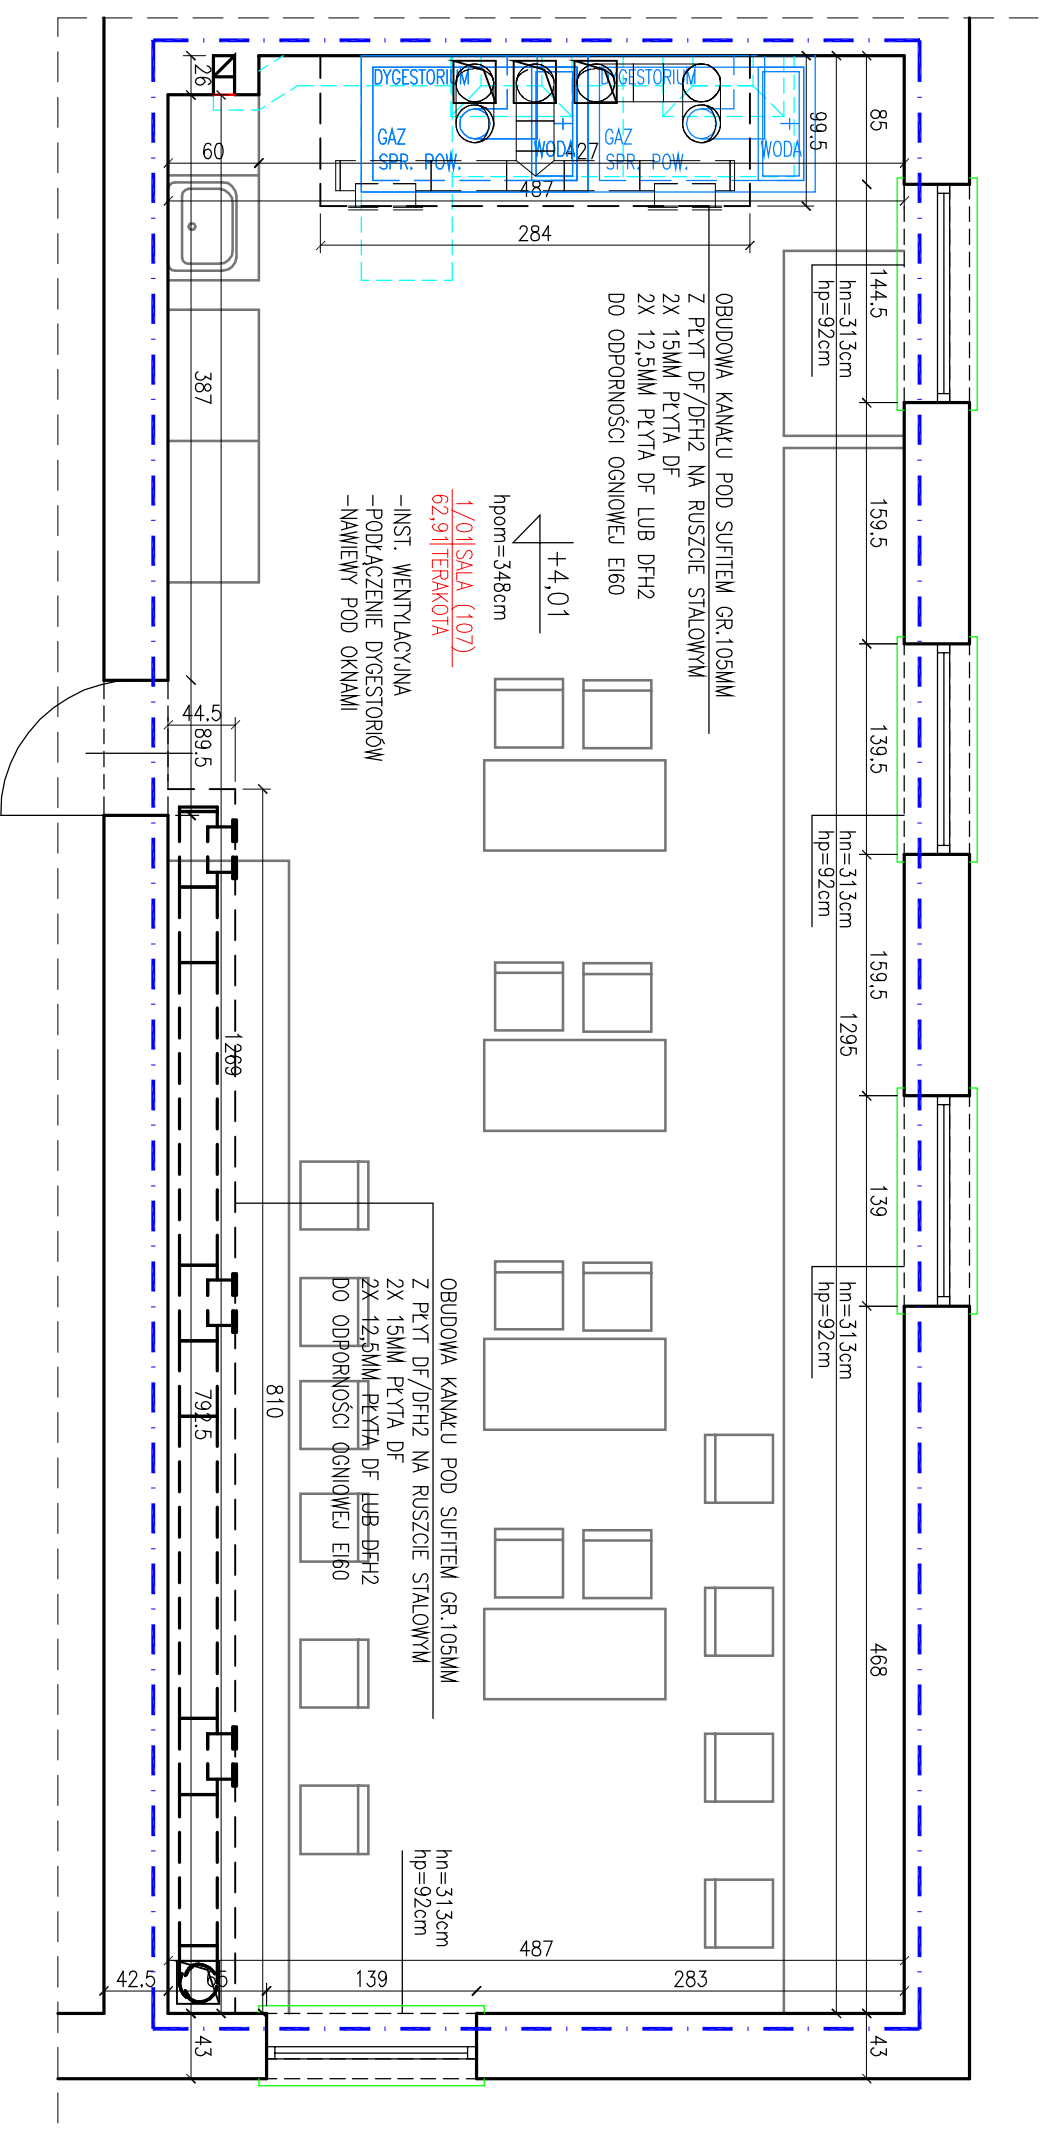 26
60
DYGESTORIUM
DYGESTORIUM
GAZ
SPR. POW.
WODA
427
GAZ
SPR. POW.
WODA
99.5
85
487
284
387
144.5
hn=313cm
hp=92cm
OBUDOWA KANAŁU POD SUFITEM GR.105MM
Z PŁYT DF/DFH2 NA RUSZCIE STALOWYM
2X 15MM PŁYTA DF
2X 12,5MM PŁYTA DF LUB DFH2
DO ODPORNOŚCI OGNIOWEJ EI60
159,5
+4,01
hpom=348cm
1/01 SALA (107)
62,91 TERAKOTA
-INST. WENTYLACYJNA
-PODŁĄCZENIE DYGESTORIÓW
-NAWIEWY POD OKNAMI
44.5
89.5
139,5
hn=313cm
hp=92cm
159,5
1295
1269
139
hn=313cm
hp=92cm
OBUDOWA KANAŁU POD SUFITEM GR.105MM
Z PŁYT DF/DFH2 NA RUSZCIE STALOWYM
2X 15MM PŁYTA DF
2X 12,5MM PŁYTA DF LUB DFH2
DO ODPORNOŚCI OGNIOWEJ EI60
810
792.5
468
hn=313cm
hp=92cm
487
42.5
65
139
283
43
43